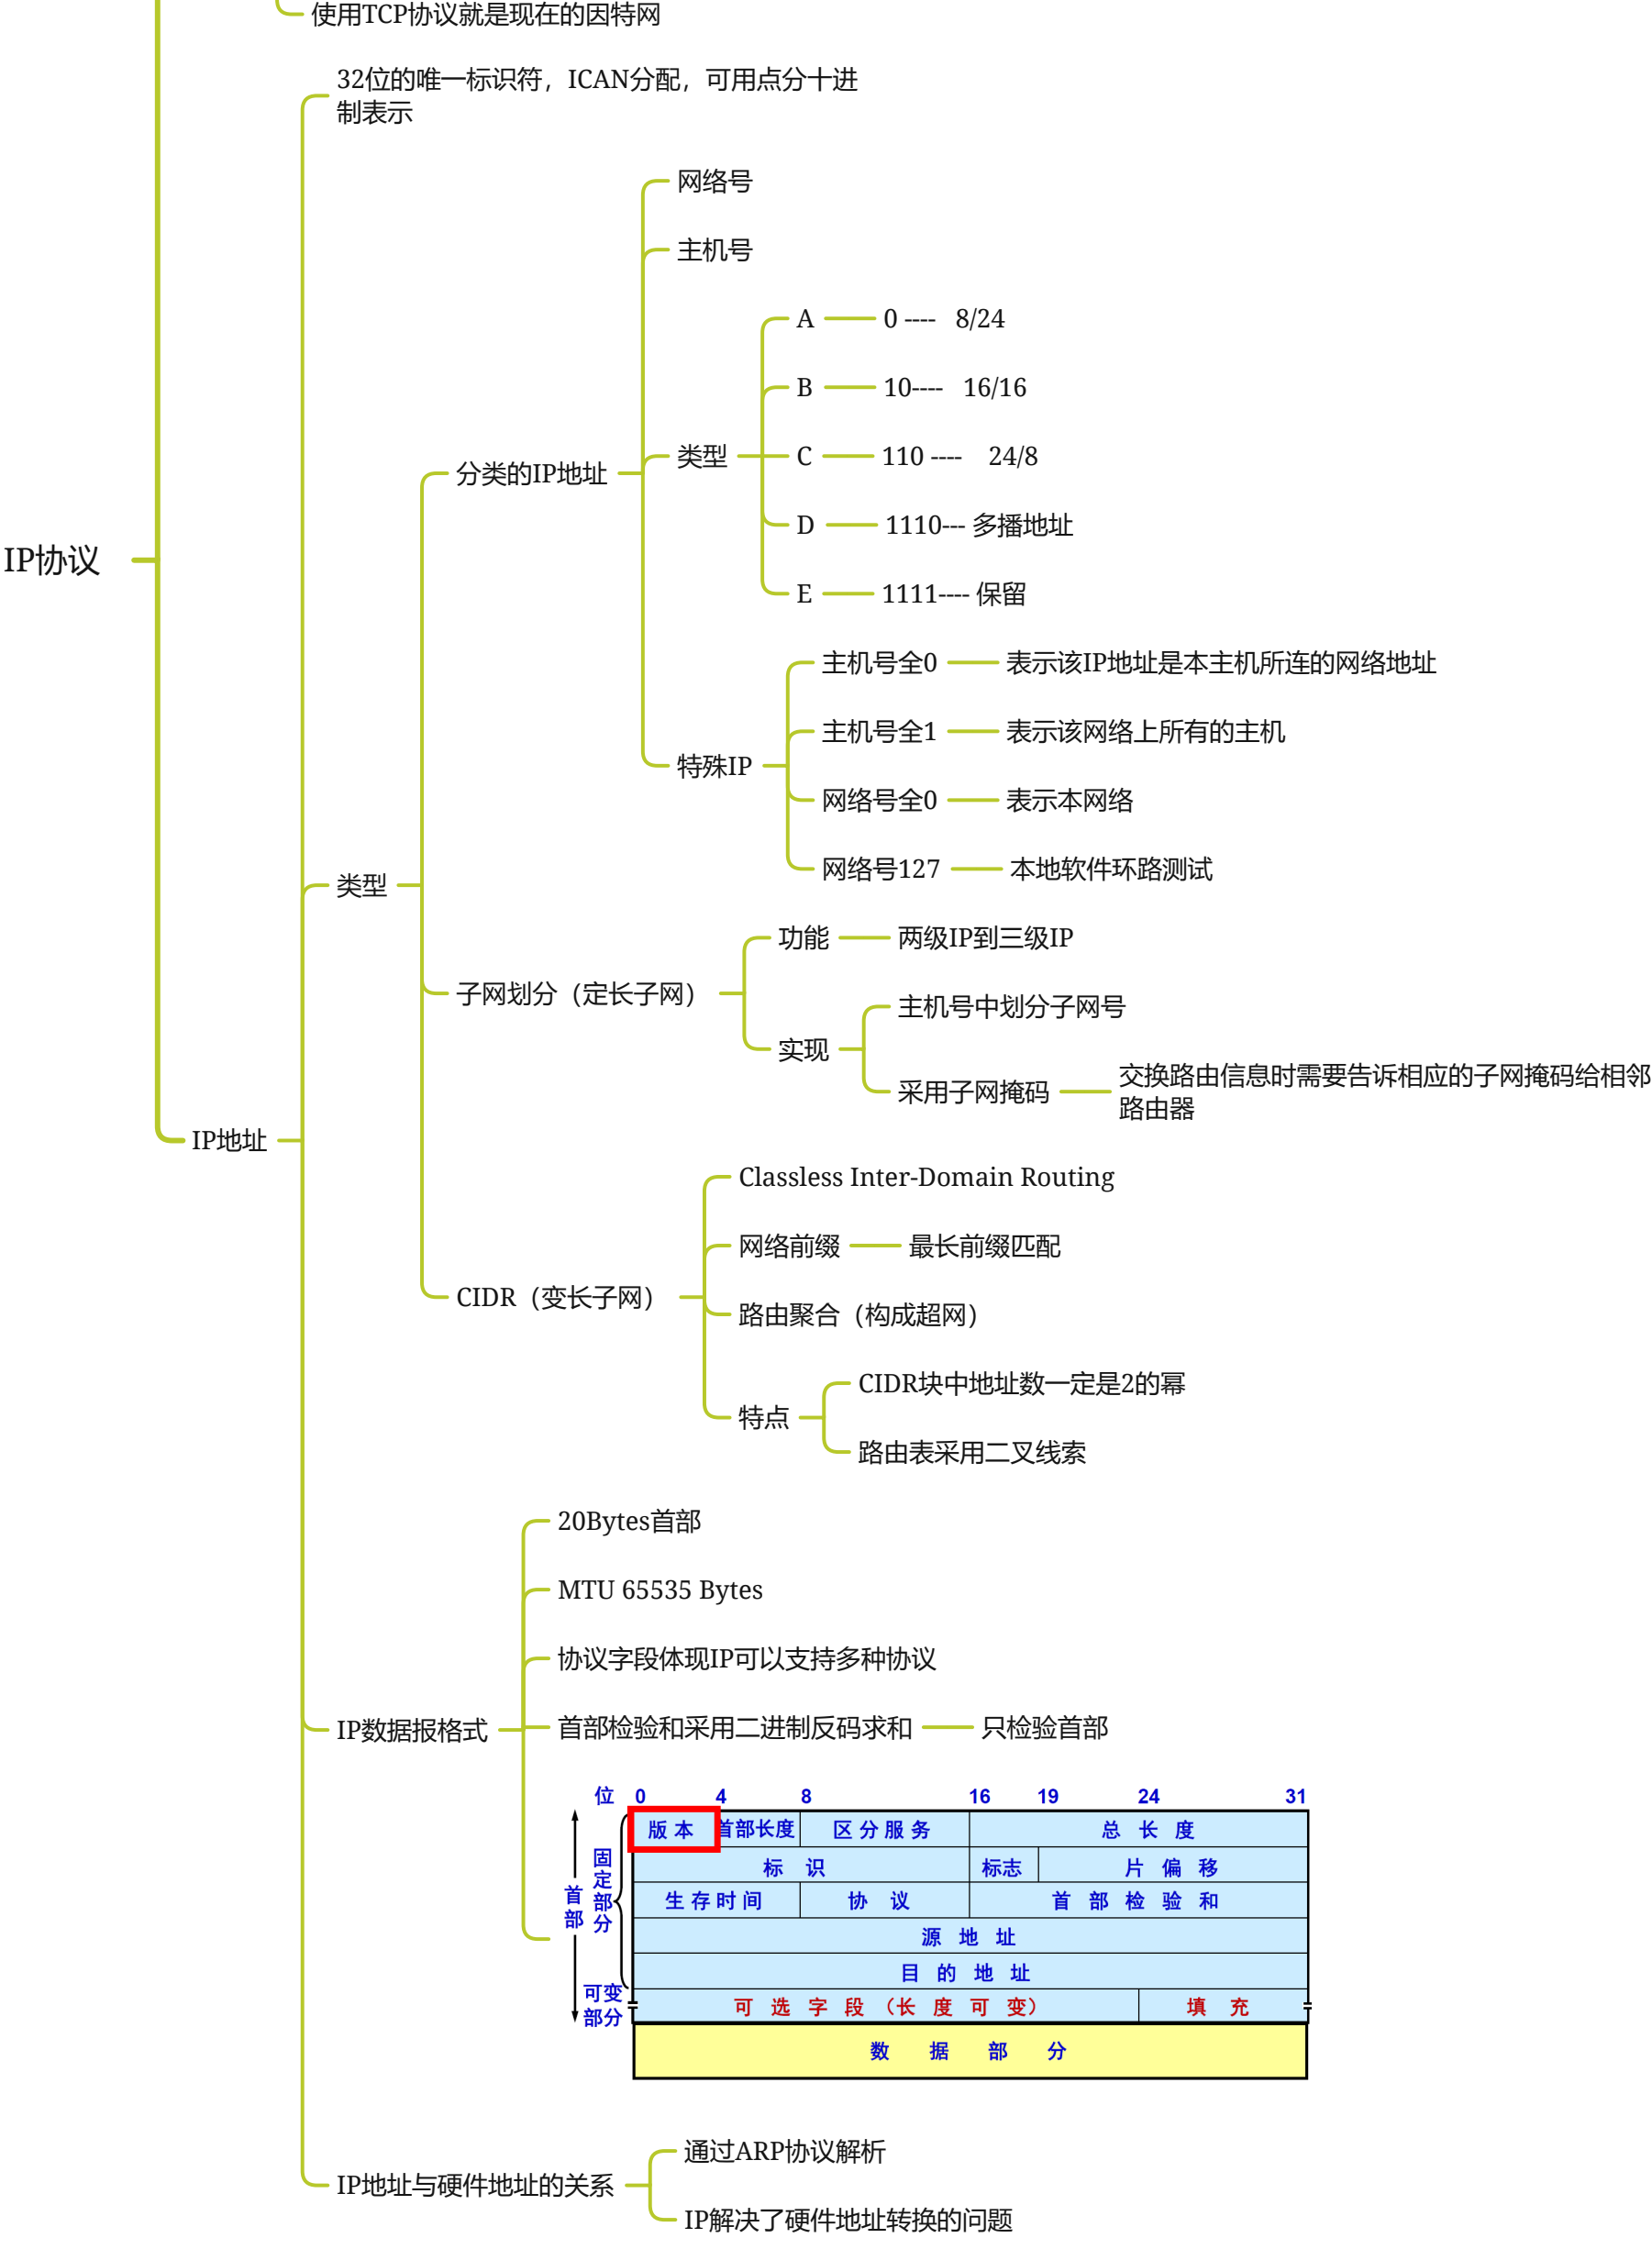 使用TCP协议就是现在的因特网
32位的唯一标识符，ICAN分配，可用点分十进
制表示
网络号
主机号
A
0 ---- 8/24
B
10---- 16/16
类型
C
110 ---- 24/8
分类的IP地址
D
1110--- 多播地址
IP协议
E
1111---- 保留
主机号全0
表示该IP地址是本主机所连的网络地址
主机号全1
表示该网络上所有的主机
特殊IP
网络号全0
表示本网络
网络号127
本地软件环路测试
类型
功能
两级IP到三级IP
子网划分（定长子网）
主机号中划分子网号
实现
采用子网掩码
交换路由信息时需要告诉相应的子网掩码给相邻
路由器
IP地址
Classless Inter-Domain Routing
网络前缀
最长前缀匹配
CIDR（变长子网）
路由聚合（构成超网）
CIDR块中地址数一定是2的幂
特点
路由表采用二叉线索
20Bytes首部
MTU 65535 Bytes
协议字段体现IP可以支持多种协议
IP数据报格式
首部检验和采用二进制反码求和
只检验首部
位 0 4 8 16 19 24 31
版本 首部长度 区分服务 总长度
标识 标志 片偏移
生存时间 协议 首部检验和
源地址
目的地址
可选字段（长度可变） 填充
数据部分
首部
固定部分
可变
部分
通过ARP协议解析
IP地址与硬件地址的关系
IP解决了硬件地址转换的问题